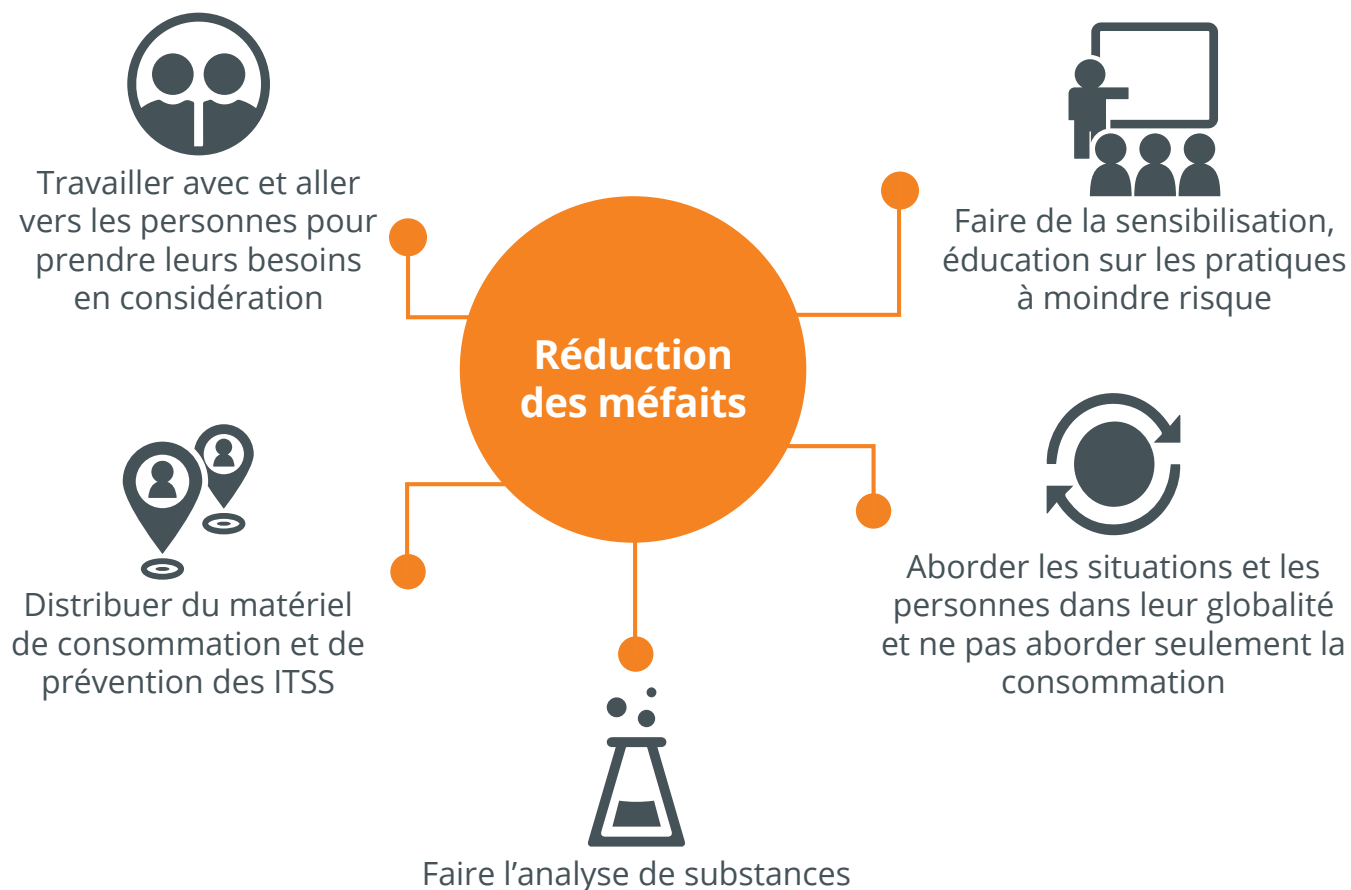 Travailler avec et aller
vers les personnes pour
prendre leurs besoins
en considération
Faire de la sensibilisation,
éducation sur les pratiques
à moindre risque
Réduction
des méfaits
Distribuer du matériel
de consommation et de
prévention des ITSS
Aborder les situations et les
personnes dans leur globalité
et ne pas aborder seulement la
consommation
Faire l’analyse de substances